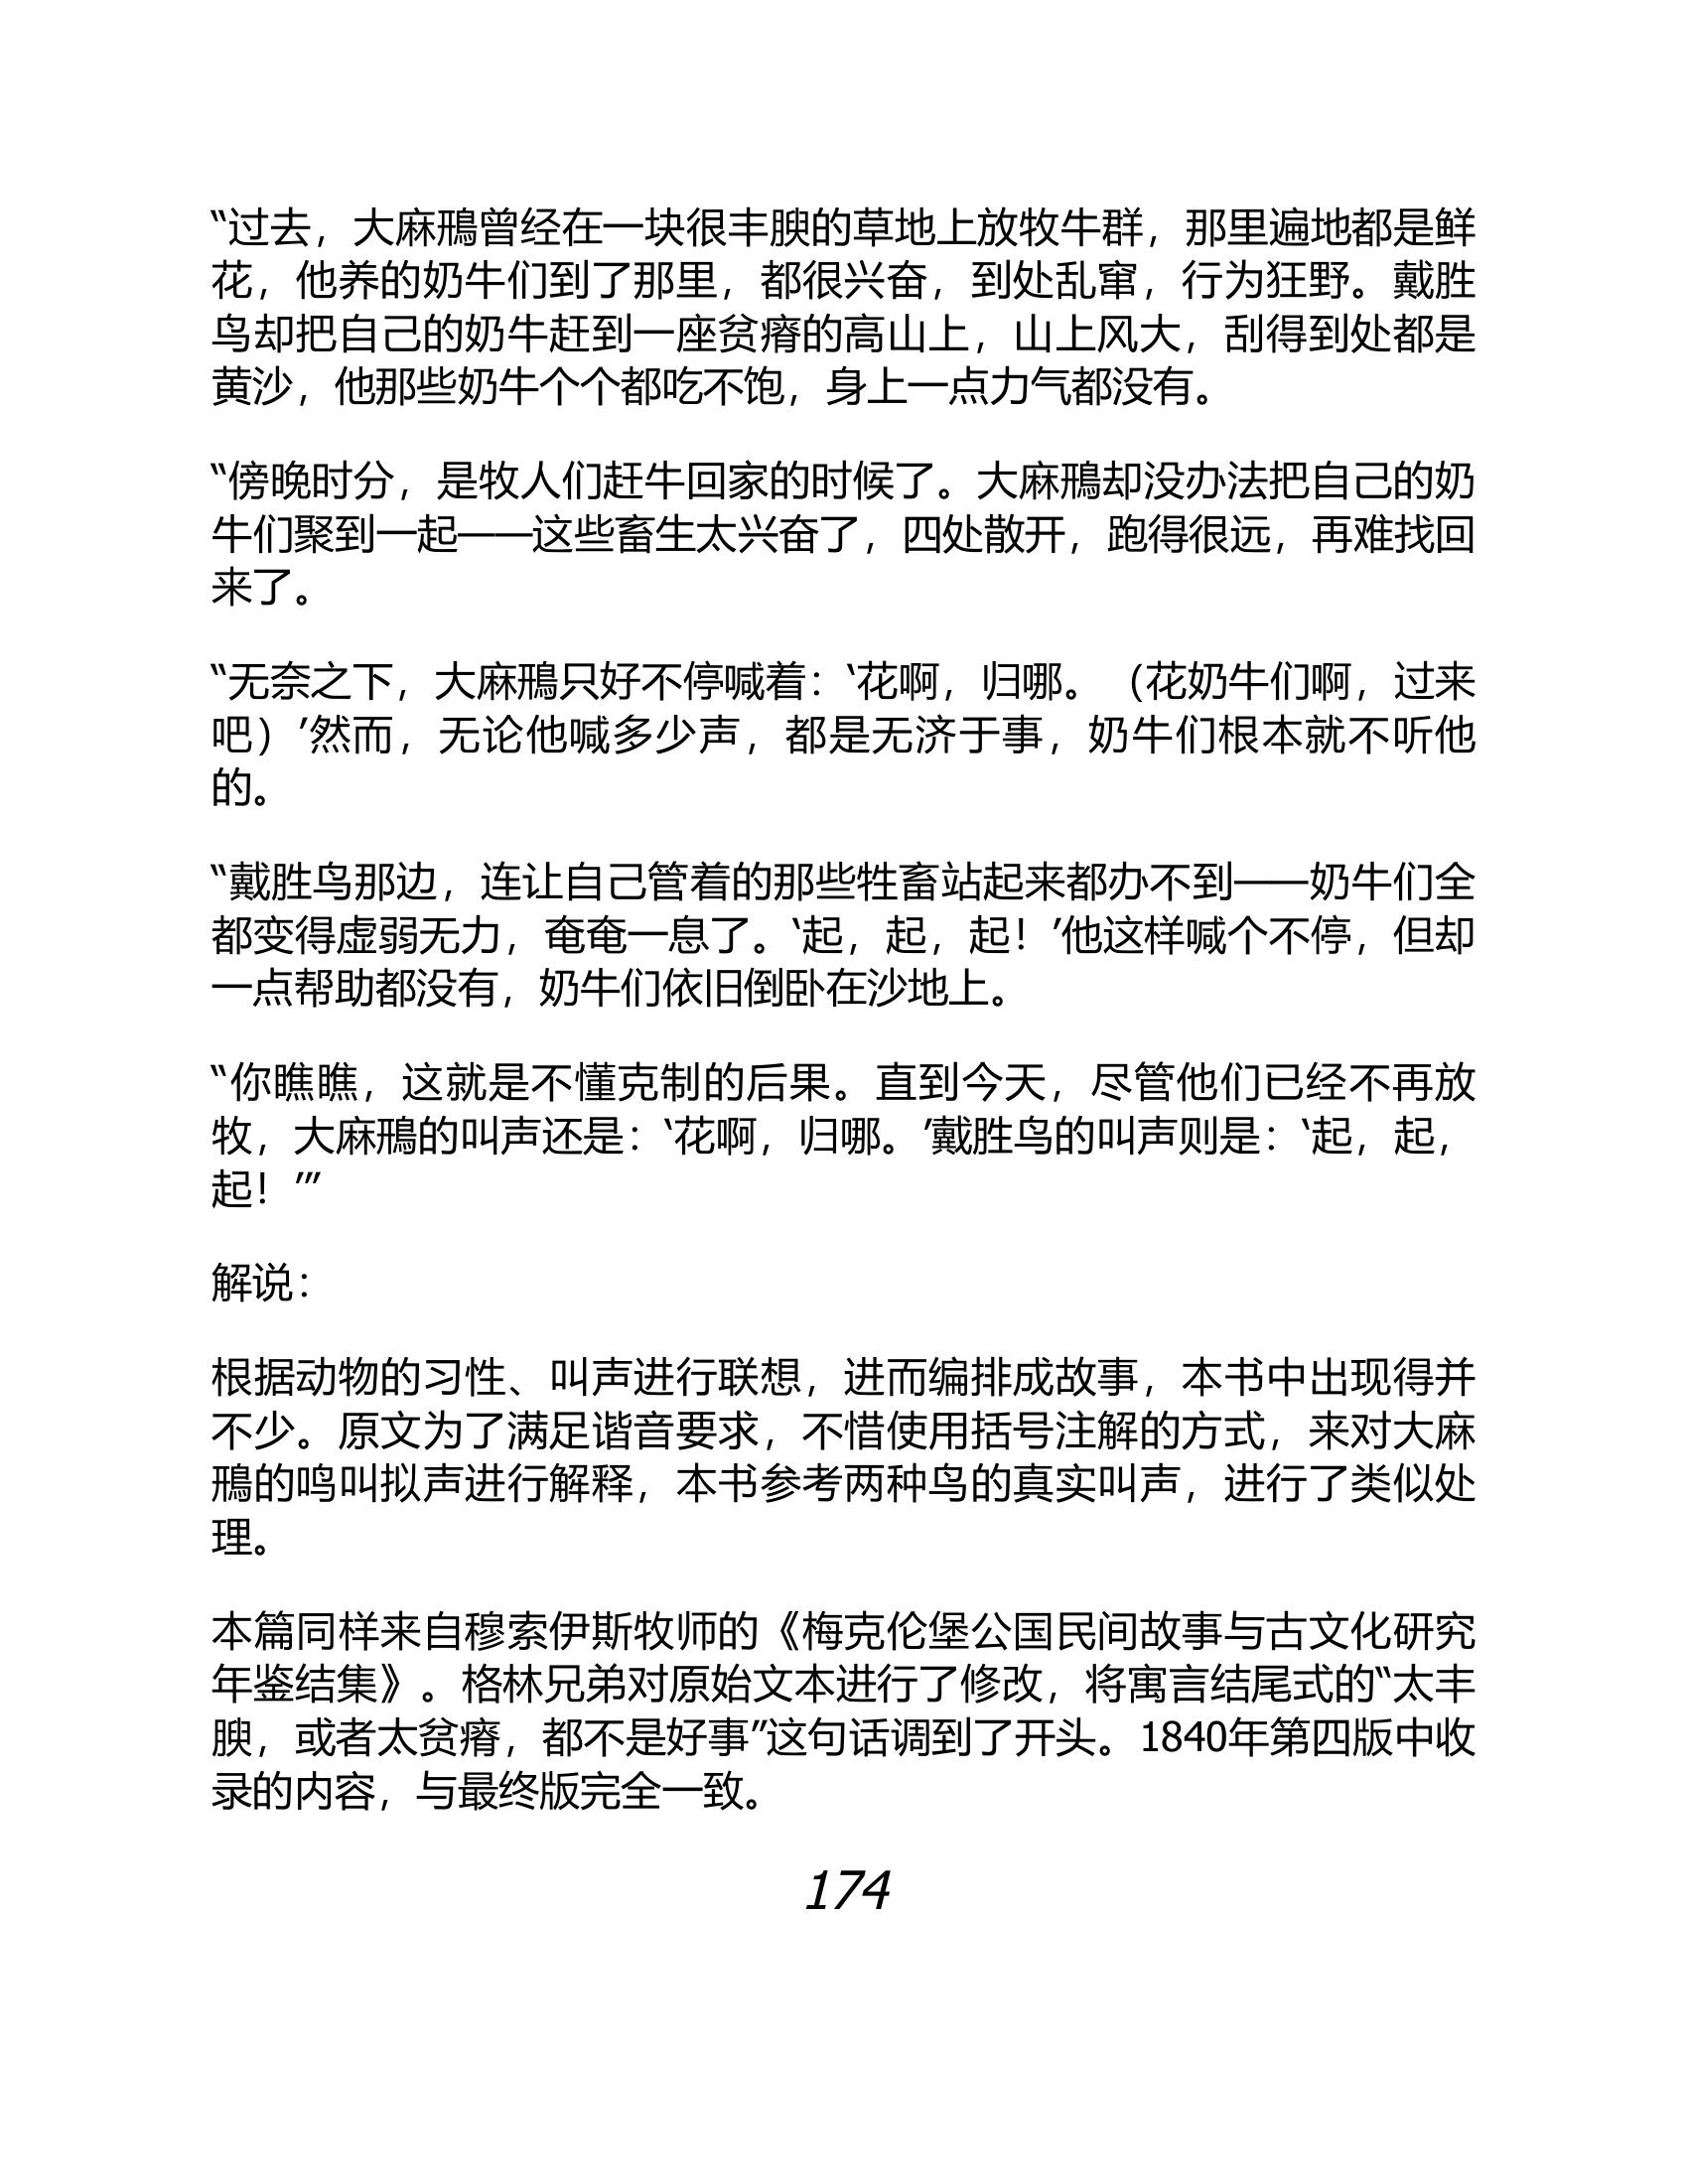 “过去，大麻鳽曾经在一块很丰腴的草地上放牧牛群，那里遍地都是鲜
花，他养的奶牛们到了那里，都很兴奋，到处乱窜，行为狂野。戴胜
鸟却把自己的奶牛赶到一座贫瘠的高山上，山上风大，刮得到处都是
黄沙，他那些奶牛个个都吃不饱，身上一点力气都没有。
“傍晚时分，是牧人们赶牛回家的时候了。大麻鳽却没办法把自己的奶
牛们聚到一起——这些畜生太兴奋了，四处散开，跑得很远，再难找回
来了。
“无奈之下，大麻鳽只好不停喊着：‘花啊，归哪。（花奶牛们啊，过来
吧）’然而，无论他喊多少声，都是无济于事，奶牛们根本就不听他
的。
“戴胜鸟那边，连让自己管着的那些牲畜站起来都办不到——奶牛们全
都变得虚弱无力，奄奄一息了。‘起，起，起！’他这样喊个不停，但却
一点帮助都没有，奶牛们依旧倒卧在沙地上。
“你瞧瞧，这就是不懂克制的后果。直到今天，尽管他们已经不再放
牧，大麻鳽的叫声还是：‘花啊，归哪。’戴胜鸟的叫声则是：‘起，起，
起！’”
解说：
根据动物的习性、叫声进行联想，进而编排成故事，本书中出现得并
不少。原文为了满足谐音要求，不惜使用括号注解的方式，来对大麻
鳽的鸣叫拟声进行解释，本书参考两种鸟的真实叫声，进行了类似处
理。
本篇同样来自穆索伊斯牧师的《梅克伦堡公国民间故事与古文化研究
年鉴结集》。格林兄弟对原始文本进行了修改，将寓言结尾式的“太丰
腴，或者太贫瘠，都不是好事”这句话调到了开头。1840年第四版中收
录的内容，与最终版完全一致。
174